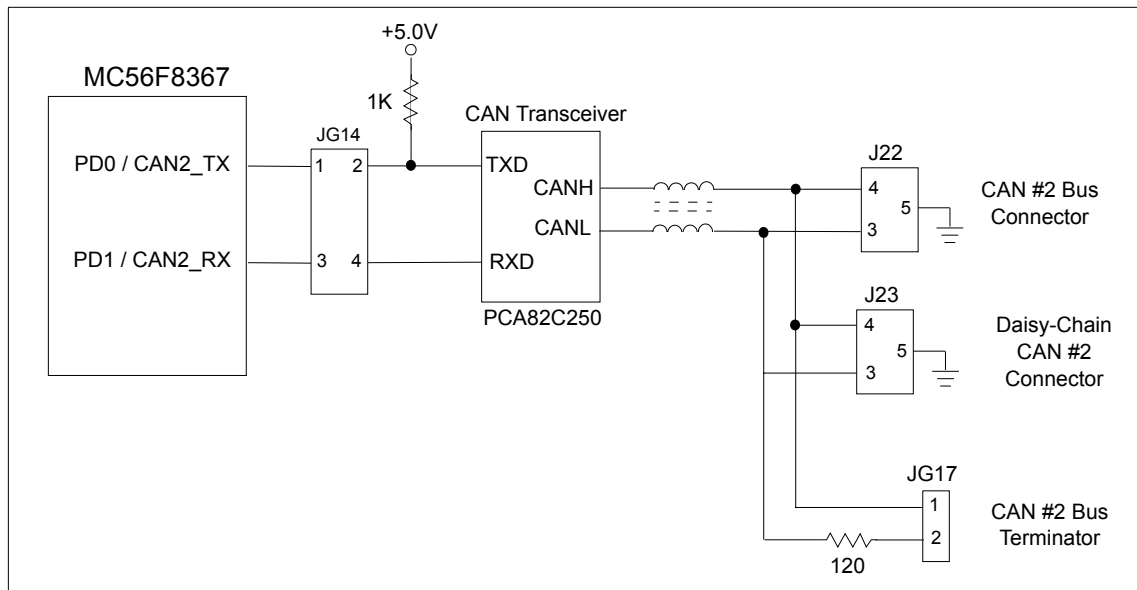 +5.0V
MC56F8367
1K
CAN Transceiver
JG14
J22
PD0 / CAN2_TX
1 2
TXD
CANH
4
5
3
CAN #2 Bus
Connector
CANL
PD1 / CAN2_RX
3 4
RXD
PCA82C250
J23
4
5
3
Daisy-Chain
CAN #2
Connector
JG17
1
2
CAN #2 Bus
Terminator
120